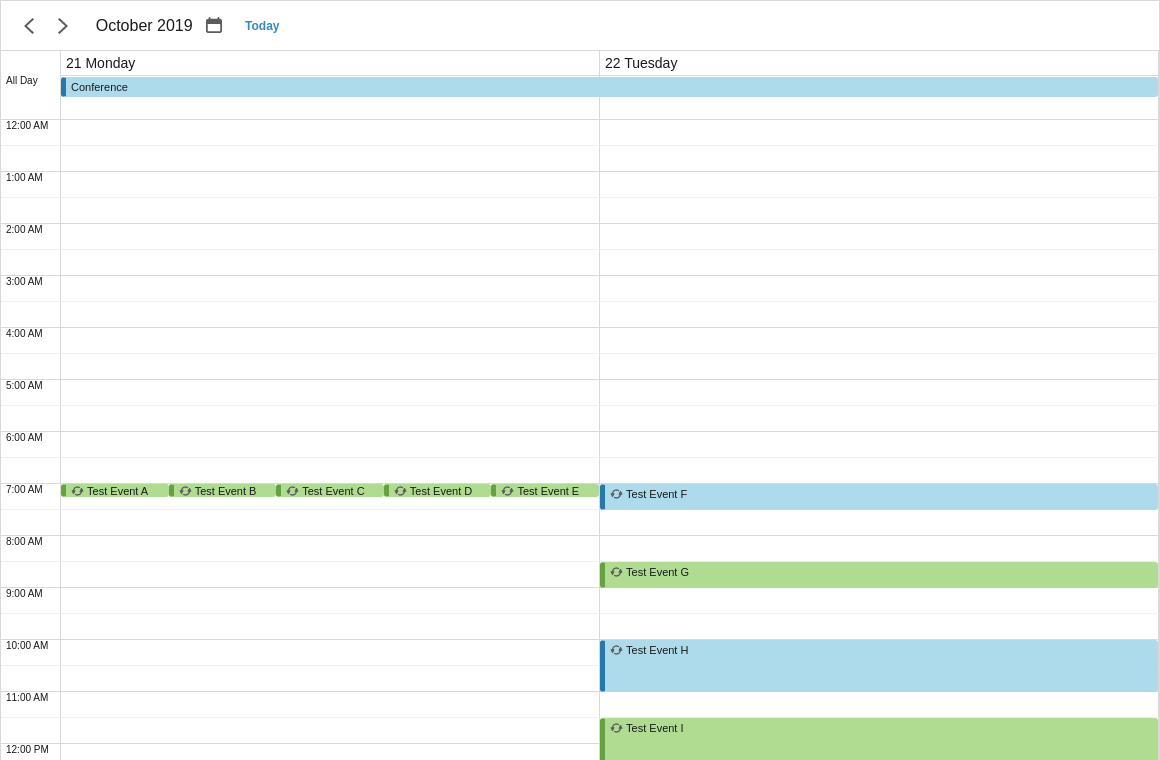 October 2019 Today
21 Monday 22 Tuesday
All Day
Conference
12:00 AM
1:00 AM
2:00 AM
3:00 AM
4:00 AM
5:00 AM
6:00 AM
7:00 AM Test Event A Test Event B Test Event C Test Event D Test Event E Test Event F
8:00 AM
Test Event G
9:00 AM
10:00 AM Test Event H
11:00 AM
Test Event I
12:00 PM